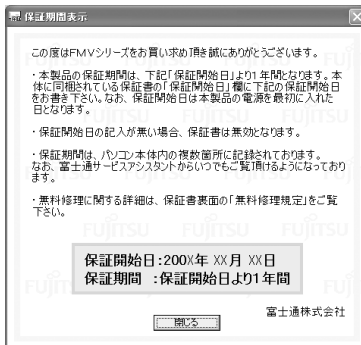 保証期間表示
この度はFMVシリーズをお買い求め頂き誠にありがとうございます。
・本製品の保証期間は、下記「保証開始日」より1年間となります。本
体に同梱されている保証書の「保証開始日」欄に下記の保証開始日
をお書き下さい。なお、保証開始日は本製品の電源を最初に入れた
日となります。
・保証開始日の記入が無い場合、保証書は無効となります。
・保証期間は、パソコン本体内の複数箇所に記録されております。
なお、富士通サービスアシスタントからいつでもご覧頂けるようになっており
ます。
・無料修理に関する詳細は、保証書裏面の「無料修理規定」をご覧
下さい。
保証開始日:200X年 XX月 XX日
保証期間 :保証開始日より1年間
富士通株式会社
閉じる